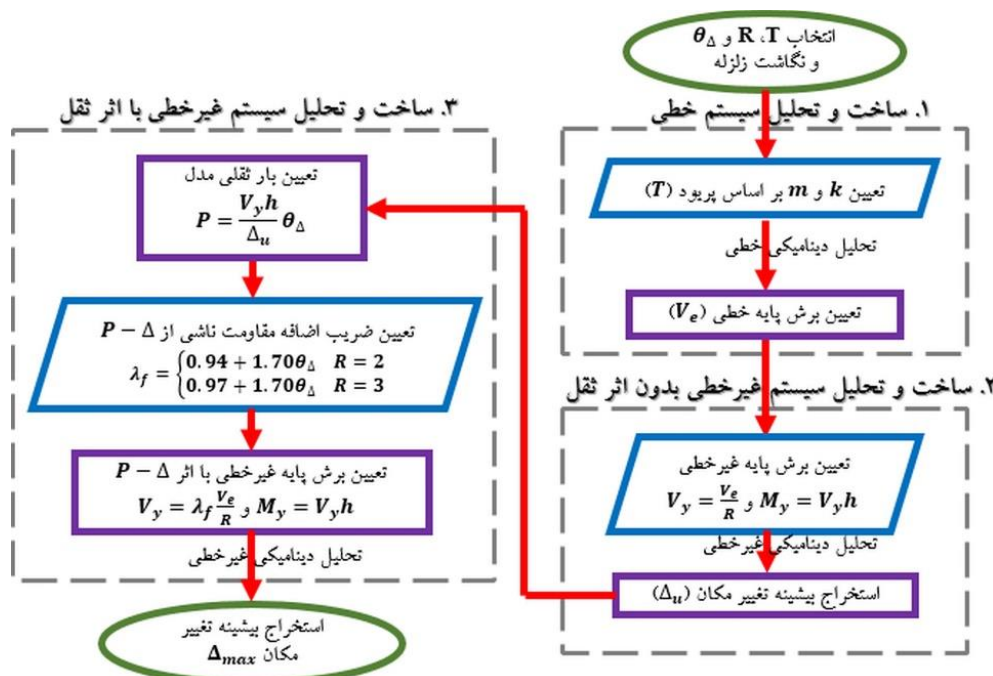 انتخاب R ،T و θ_Δ
و نگاشت زلزله
۱. ساخت و تحلیل سیستم خطی
تعیین k و m بر اساس پریود (T)
تحلیل دینامیکی خطی
تعیین برش پایه خطی (V_e)
۲. ساخت و تحلیل سیستم غیرخطی بدون اثر ثقل
تعیین برش پایه غیرخطی
V_y = V_e/R و M_y = V_y h
تحلیل دینامیکی غیرخطی
استخراج بیشینه تغییر مکان (Δ_u)
۳. ساخت و تحلیل سیستم غیرخطی با اثر ثقل
تعیین بار ثقلی مدل
P = V_y h/Δ_u θ_Δ
تعیین ضریب اضافه مقاومت ناشی از P − Δ
λ_f = { 0.94 + 1.70θ_Δ R = 2
0.97 + 1.70θ_Δ R = 3
تعیین برش پایه غیرخطی با اثر P − Δ
V_y = λ_f V_e/R و M_y = V_y h
تحلیل دینامیکی غیرخطی
استخراج بیشینه تغییر
مکان Δ_max